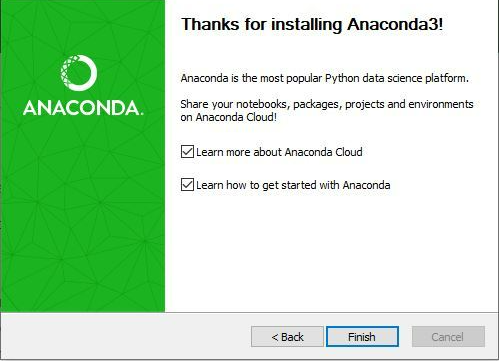 Thanks for installing Anaconda3!
ANACONDA.
Anaconda is the most popular Python data science platform.
Share your notebooks, packages, projects and environments
on Anaconda Cloud!
Learn more about Anaconda Cloud
Learn how to get started with Anaconda
< Back
Finish
Cancel